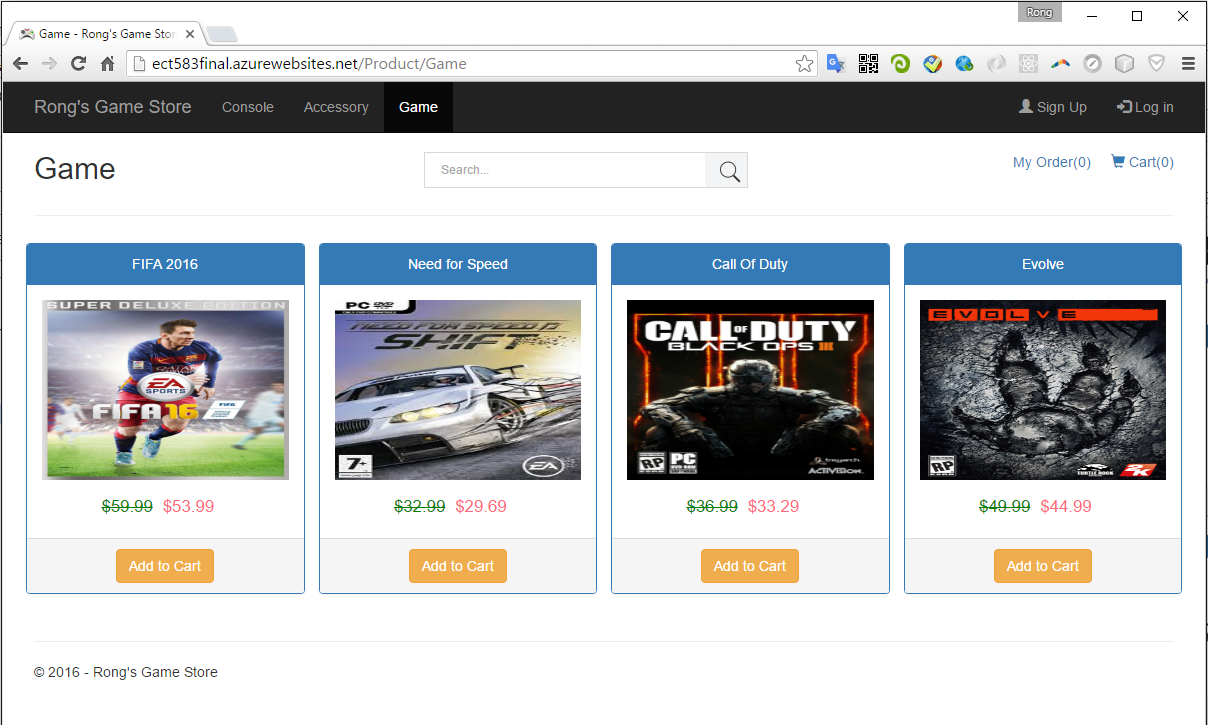 Rong
Game - Rong's Game Stor
ect583final.azurewebsites.net/Product/Game
Rong's Game Store Console Accessory Game Sign Up Log in
Game Search... My Order(0) Cart(0)
FIFA 2016 Need for Speed Call Of Duty Evolve
SUPER DELUXE EDITION
EA SPORTS
FIFA 16
FIFA
PC DVD
NEED FOR SPEED
SHIFT
7+
EA
CALL OF DUTY
BLACK OPS III
RP PC
treyarch
ACTIVISION
EVOLVE
RP
TURTLE ROCK
2K
$59.99 $53.99 $32.99 $29.69 $36.99 $33.29 $49.99 $44.99
Add to Cart Add to Cart Add to Cart Add to Cart
© 2016 - Rong's Game Store